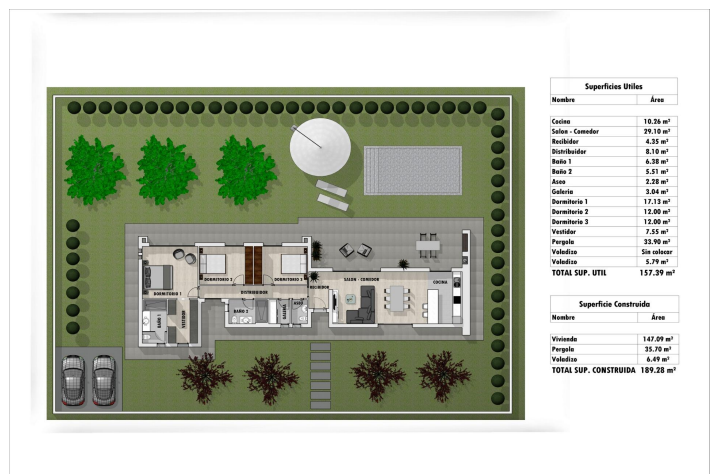 Superficies Utiles
Nombre Área
Cocina 10.26 m²
Salon - Comedor 29.10 m²
Recibidor 4.35 m²
Distribuidor 8.10 m²
Baño 1 6.38 m²
Baño 2 5.51 m²
Aseo 2.28 m²
Galeria 3.04 m²
Dormitorio 1 17.13 m²
Dormitorio 2 12.00 m²
Dormitorio 3 12.00 m²
Vestidor 7.55 m²
Pergola 33.90 m²
Voladizo Sin colocar
Voladizo 5.79 m²
TOTAL SUP. UTIL 157.39 m²
Superficie Construida
Nombre Área
Vivienda 147.09 m²
Pergola 35.70 m²
Voladizo 6.49 m²
TOTAL SUP. CONSTRUIDA 189.28 m²
DORMITORIO 2
DORMITORIO 3
DORMITORIO 1
DISTRIBUIDOR
RECIBIDOR
SALON - COMEDOR
COCINA
ASEO
BAÑO 2
GALERIA
BAÑO 1
VESTIDOR